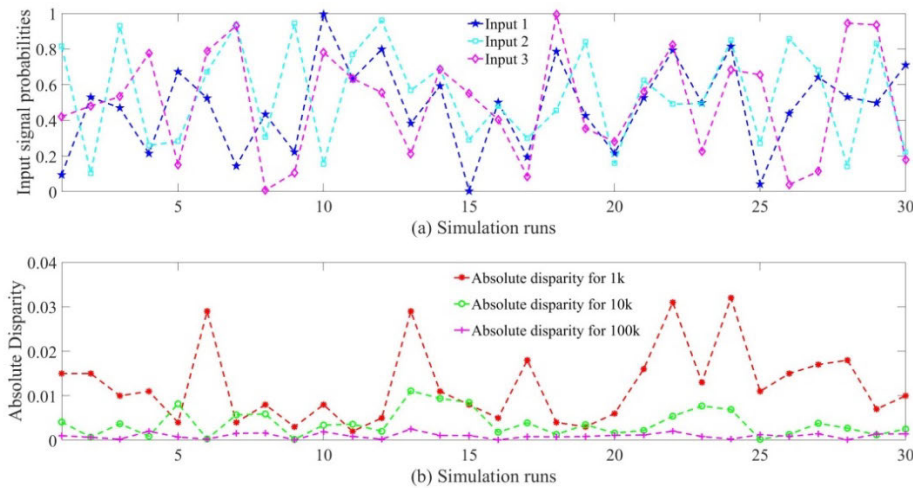 Input signal probabilities
1
0.8
0.6
0.4
0.2
0
Input 1
Input 2
Input 3
5
10
15
20
25
30
(a) Simulation runs
Absolute Disparity
0.04
0.03
0.02
0.01
0
Absolute disparity for 1k
Absolute disparity for 10k
Absolute disparity for 100k
5
10
15
20
25
30
(b) Simulation runs